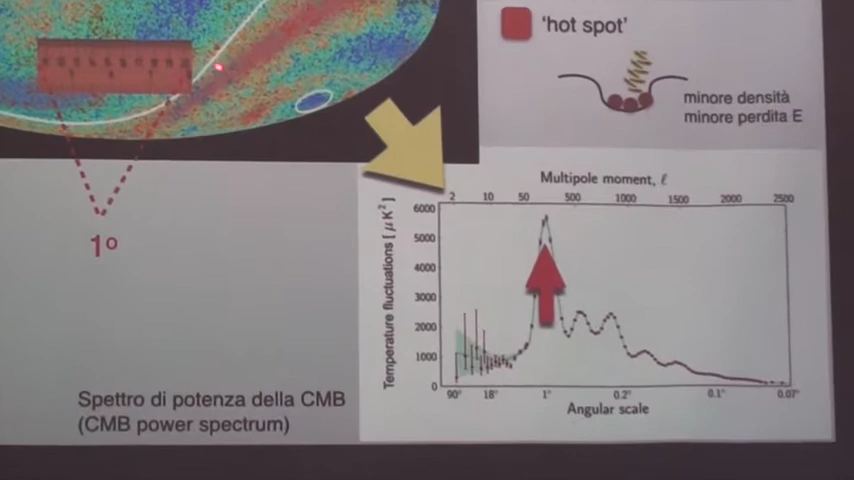 'hot spot'
minore densità
minore perdita E
1º
Multipole moment, ℓ
2 10 50 500 1000 1500 2000 2500
Temperature fluctuations [ μK² ]
6000
5000
4000
3000
2000
1000
0
90° 18° 1° 0.2° 0.1° 0.07°
Angular scale
Spettro di potenza della CMB
(CMB power spectrum)